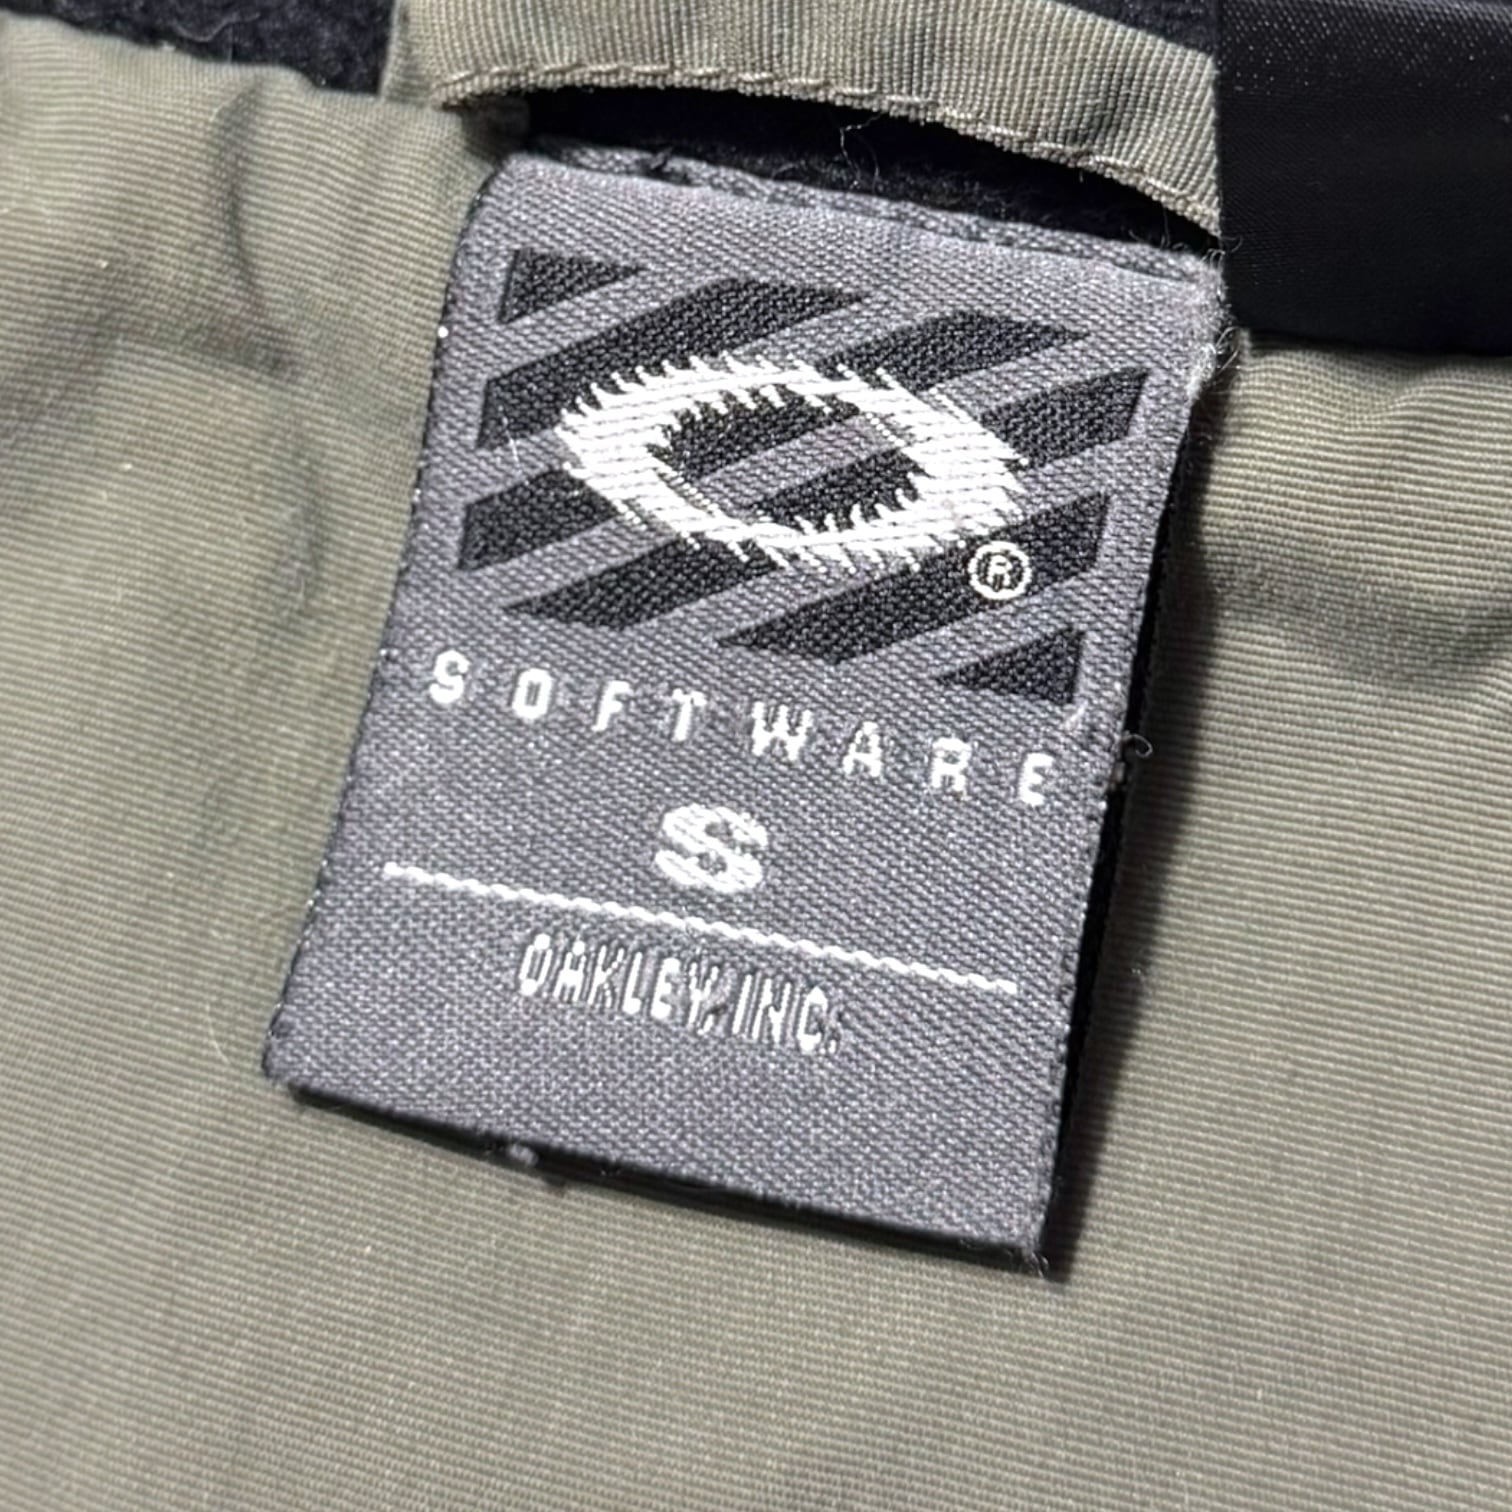 ®
SOFTWARE
S
OAKLEY, INC.